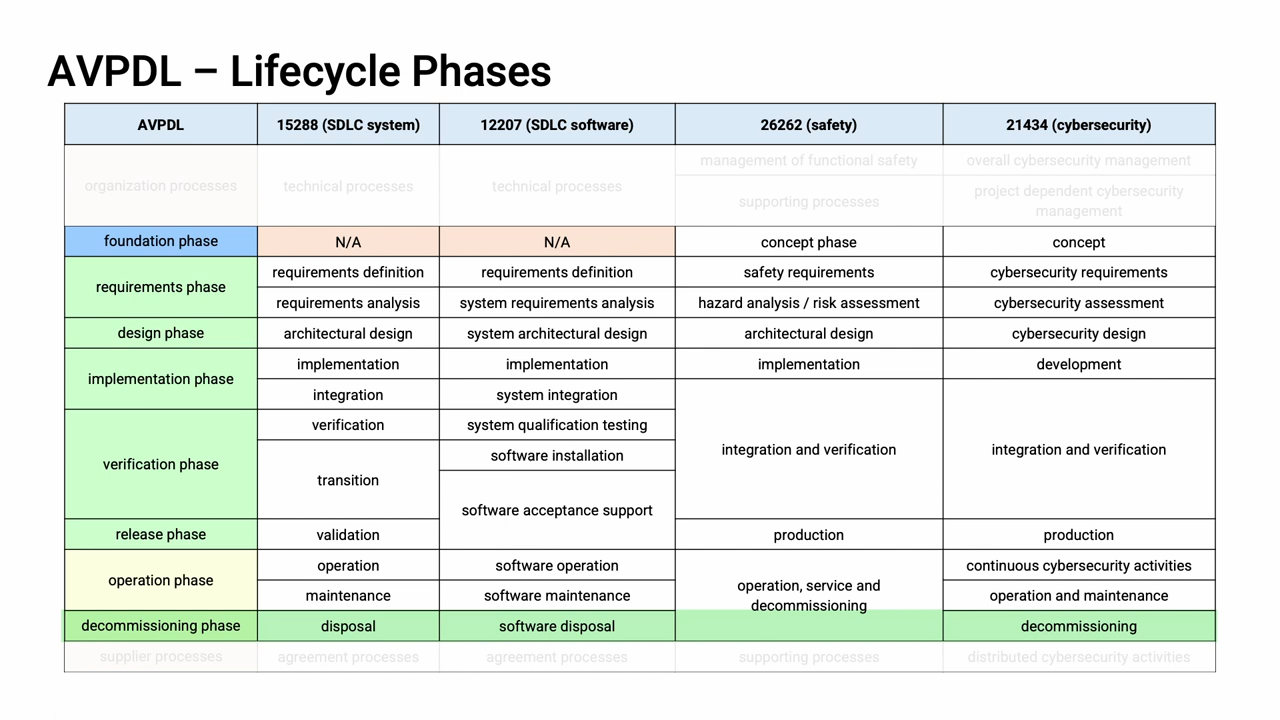 AVPDL – Lifecycle Phases
AVPDL
15288 (SDLC system)
12207 (SDLC software)
26262 (safety)
21434 (cybersecurity)
organization processes
technical processes
technical processes
management of functional safety
overall cybersecurity management
supporting processes
project dependent cybersecurity
management
foundation phase
N/A
N/A
concept phase
concept
requirements phase
requirements definition
requirements definition
safety requirements
cybersecurity requirements
requirements analysis
system requirements analysis
hazard analysis / risk assessment
cybersecurity assessment
design phase
architectural design
system architectural design
architectural design
cybersecurity design
implementation phase
implementation
implementation
implementation
development
integration
system integration
integration and verification
integration and verification
verification phase
verification
system qualification testing
transition
software installation
software acceptance support
release phase
validation
production
production
operation phase
operation
software operation
operation, service and
decommissioning
continuous cybersecurity activities
maintenance
software maintenance
operation and maintenance
decommissioning phase
disposal
software disposal
decommissioning
supplier processes
agreement processes
agreement processes
supporting processes
distributed cybersecurity activities